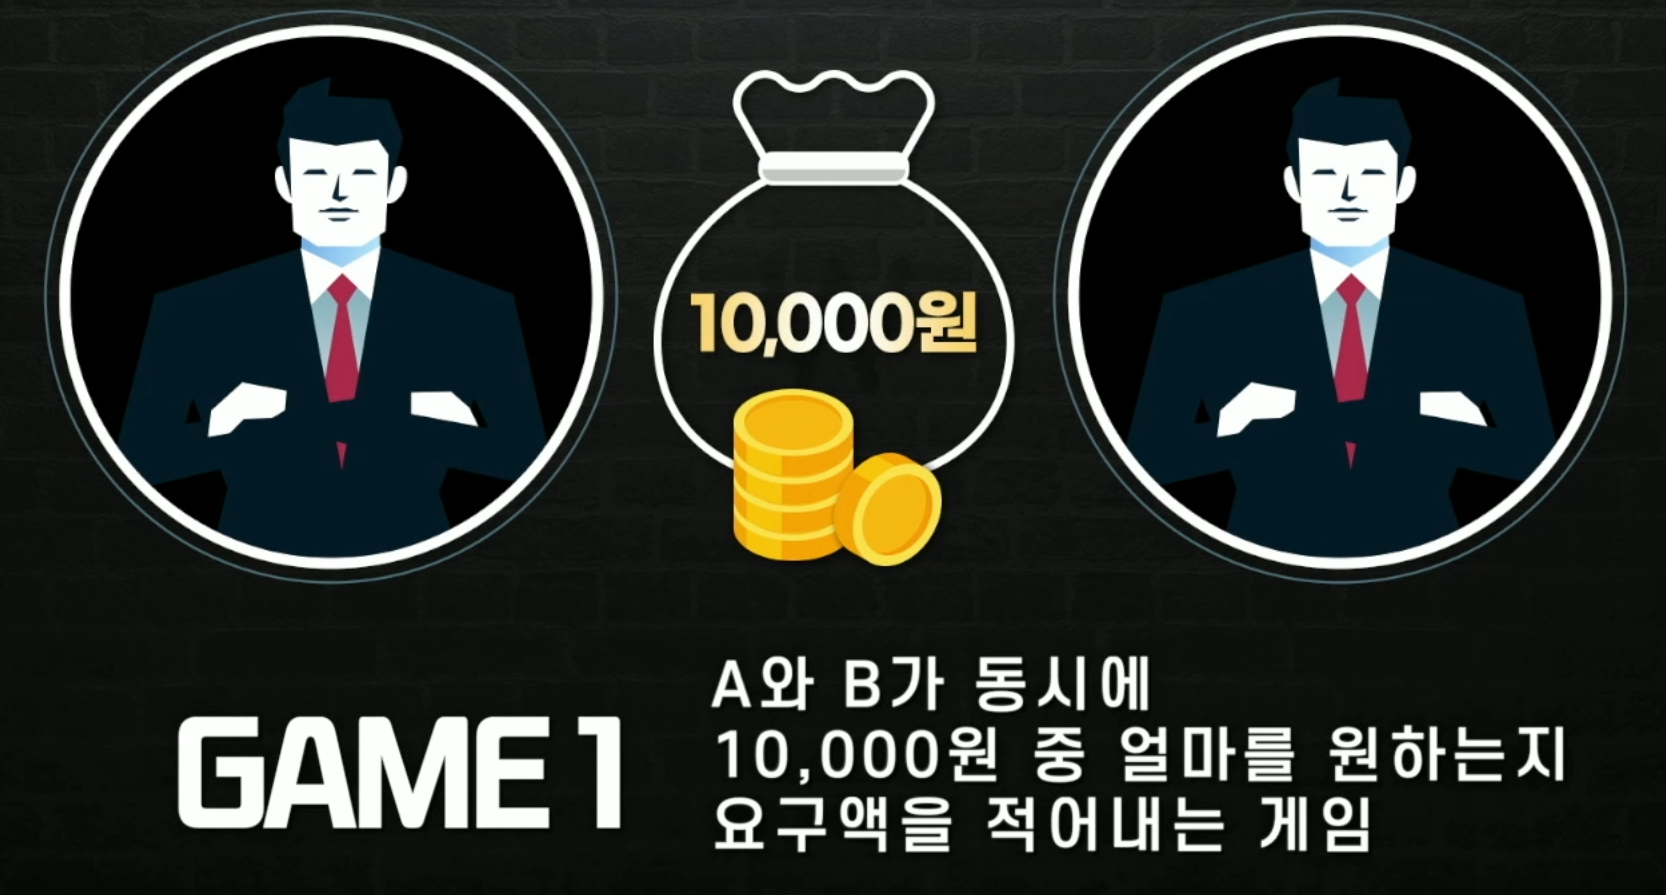 10,000원
GAME 1
A와 B가 동시에
10,000원 중 얼마를 원하는지
요구액을 적어내는 게임